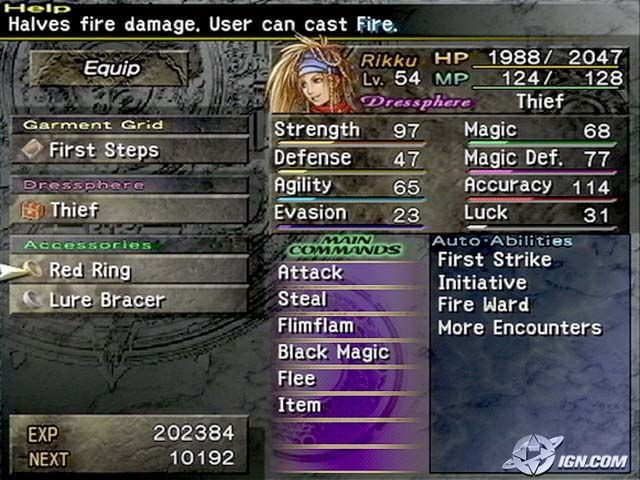 Help
Halves fire damage. User can cast Fire.
Equip
Rikku HP 1988/ 2047
Lv. 54 MP 124/ 128
Dressphere Thief
Garment Grid
First Steps
Dressphere
Thief
Accessories
Red Ring
Lure Bracer
Strength 97
Defense 47
Agility 65
Evasion 23
Magic 68
Magic Def. 77
Accuracy 114
Luck 31
MAIN COMMANDS
Attack
Steal
Flimflam
Black Magic
Flee
Item
Auto-Abilities
First Strike
Initiative
Fire Ward
More Encounters
EXP 202384
NEXT 10192
IGN.COM